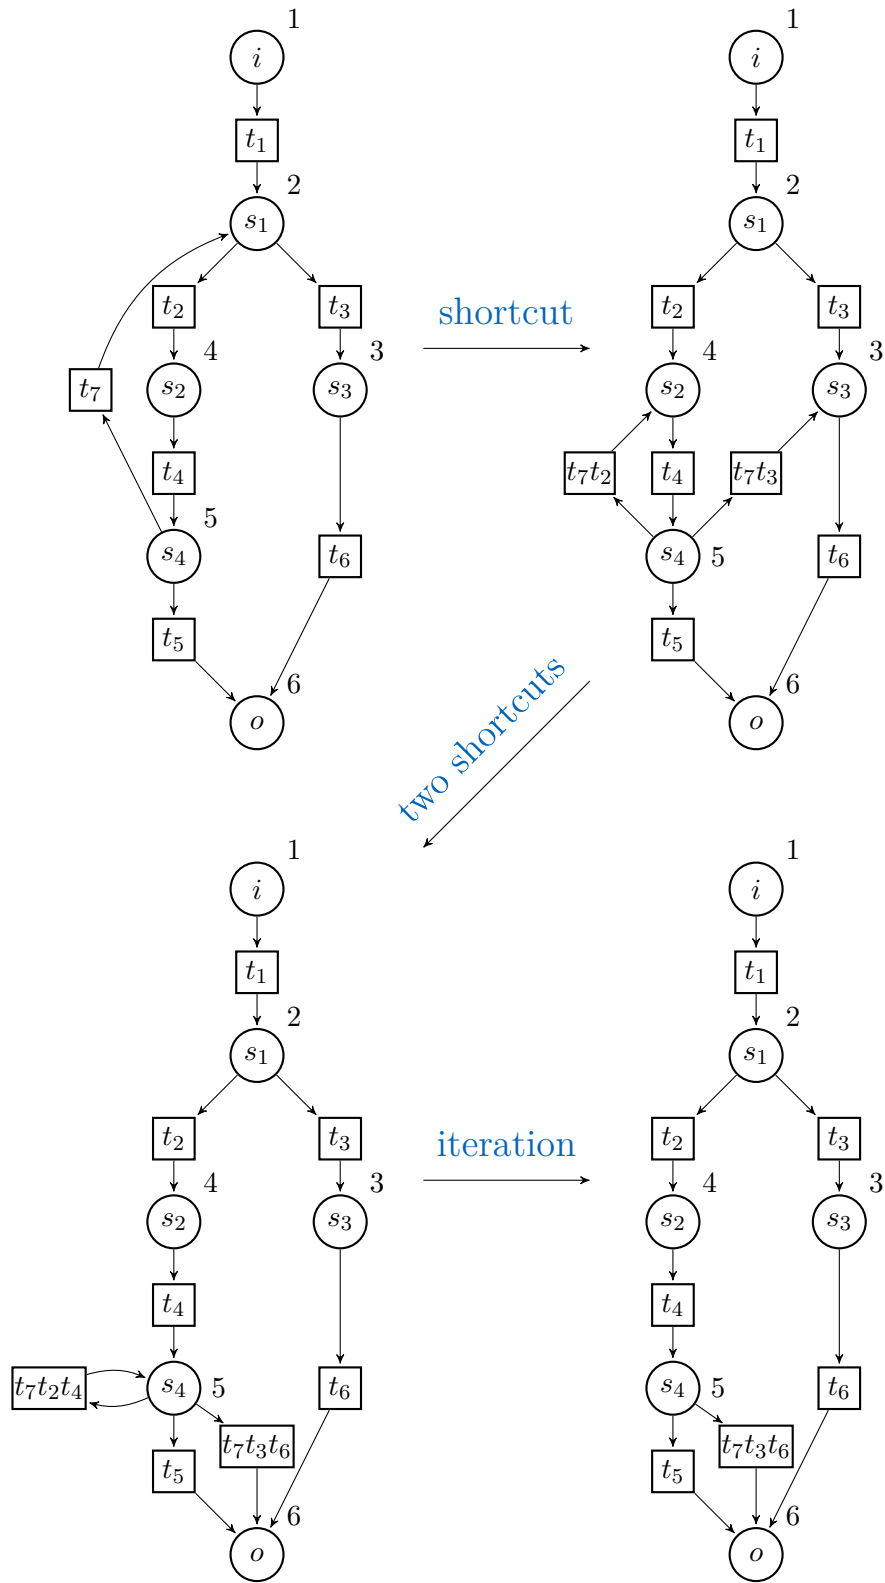 1 1
i i
t₁ t₁
2 2
s₁ s₁
t₂ t₃ shortcut t₂ t₃
4 3 4 3
t₇ s₂ s₃ s₂ s₃
t₄ t₇t₂ t₄ t₇t₃
5
s₄ t₆ s₄ 5 t₆
t₅ t₅
6 6
o o
two shortcuts
1 1
i i
t₁ t₁
2 2
s₁ s₁
t₂ t₃ iteration t₂ t₃
4 3 4 3
s₂ s₃ s₂ s₃
t₄ t₄
t₇t₂t₄ s₄ 5 t₆ s₄ 5 t₆
t₇t₃t₆ t₇t₃t₆
t₅ t₅
6 6
o o